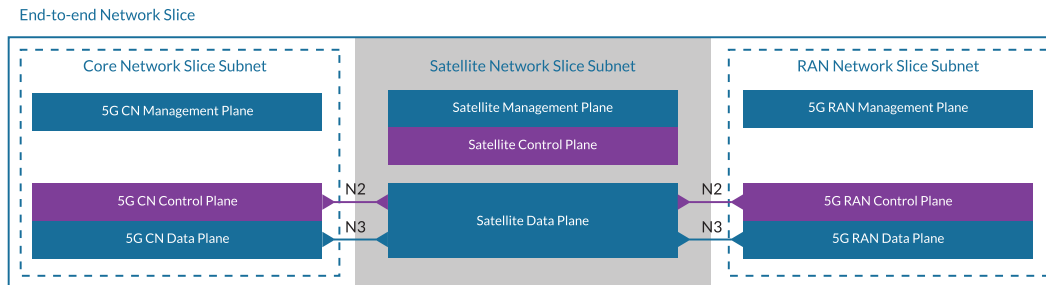 End-to-end Network Slice
Core Network Slice Subnet
Satellite Network Slice Subnet
RAN Network Slice Subnet
5G CN Management Plane
Satellite Management Plane
5G RAN Management Plane
Satellite Control Plane
5G CN Control Plane
N2
N2
5G RAN Control Plane
Satellite Data Plane
5G CN Data Plane
N3
N3
5G RAN Data Plane